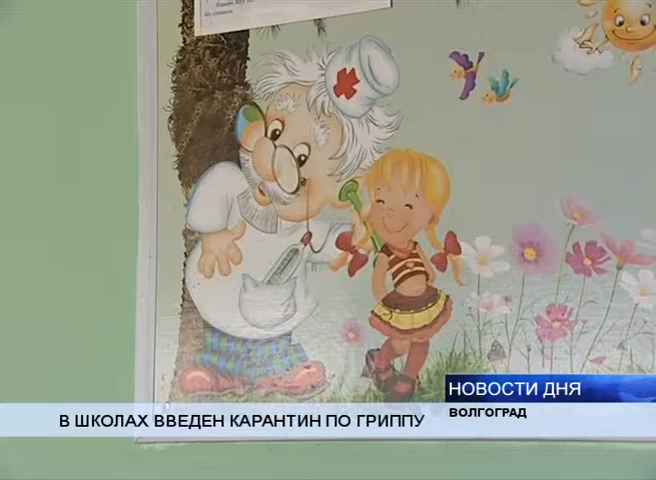 НОВОСТИ ДНЯ
ВОЛГОГРАД
В ШКОЛАХ ВВЕДЕН КАРАНТИН ПО ГРИППУ